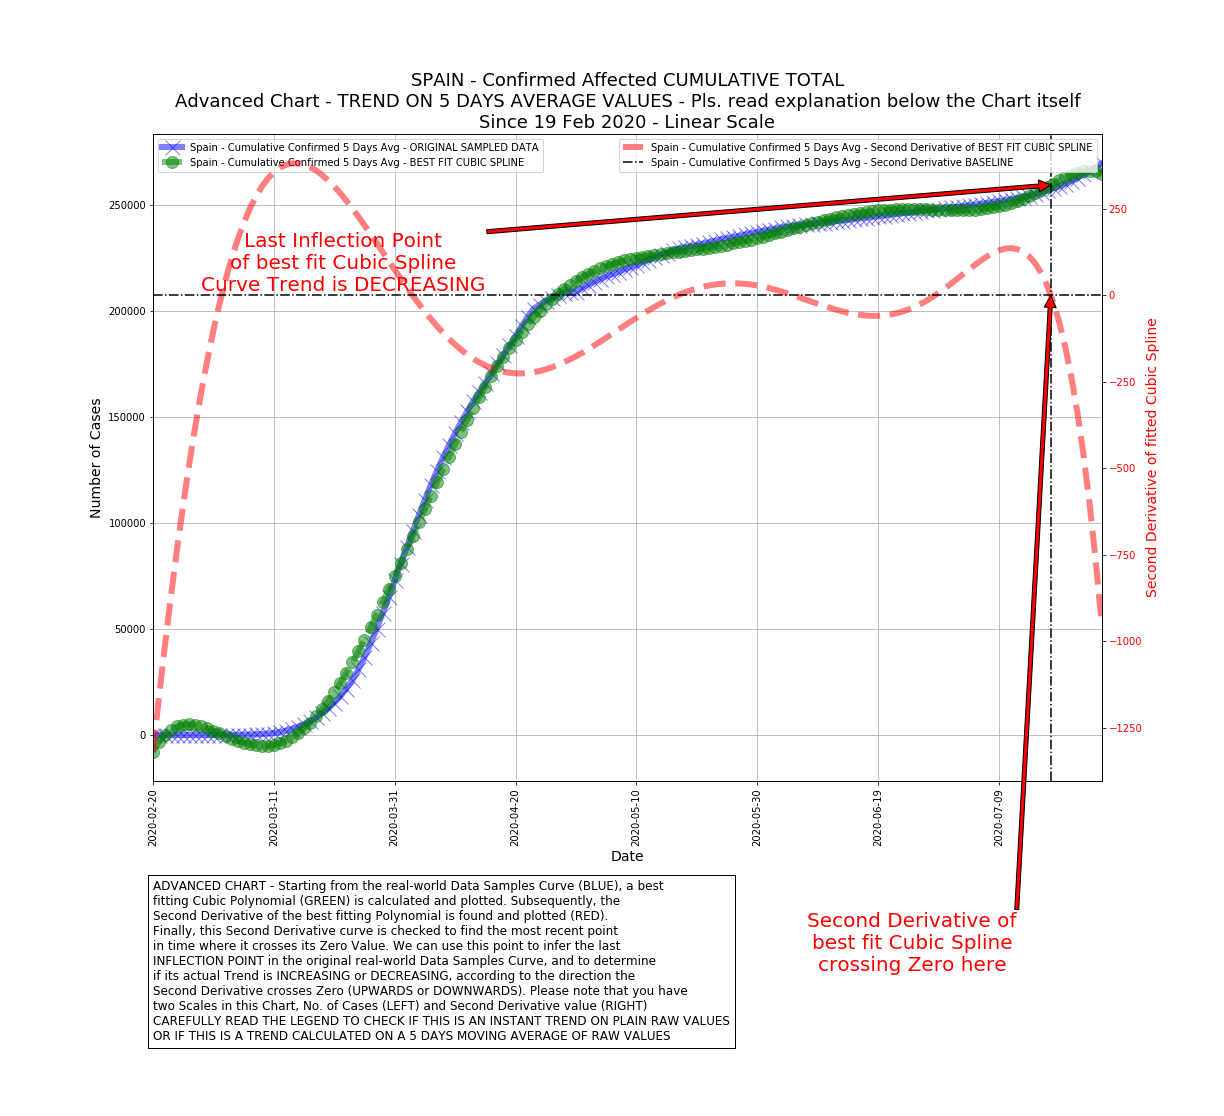 SPAIN - Confirmed Affected CUMULATIVE TOTAL
Advanced Chart - TREND ON 5 DAYS AVERAGE VALUES - Pls. read explanation below the Chart itself
Since 19 Feb 2020 - Linear Scale
Spain - Cumulative Confirmed 5 Days Avg - ORIGINAL SAMPLED DATA
Spain - Cumulative Confirmed 5 Days Avg - BEST FIT CUBIC SPLINE
Spain - Cumulative Confirmed 5 Days Avg - Second Derivative of BEST FIT CUBIC SPLINE
Spain - Cumulative Confirmed 5 Days Avg - Second Derivative BASELINE
Last Inflection Point
of best fit Cubic Spline
Curve Trend is DECREASING
Number of Cases
250000
200000
150000
100000
50000
0
250
0
−250
−500
−750
−1000
−1250
Second Derivative of fitted Cubic Spline
2020-02-20
2020-03-11
2020-03-31
2020-04-20
2020-05-10
2020-05-30
2020-06-19
2020-07-09
Date
ADVANCED CHART - Starting from the real-world Data Samples Curve (BLUE), a best
fitting Cubic Polynomial (GREEN) is calculated and plotted. Subsequently, the
Second Derivative of the best fitting Polynomial is found and plotted (RED).
Finally, this Second Derivative curve is checked to find the most recent point
in time where it crosses its Zero Value. We can use this point to infer the last
INFLECTION POINT in the original real-world Data Samples Curve, and to determine
if its actual Trend is INCREASING or DECREASING, according to the direction the
Second Derivative crosses Zero (UPWARDS or DOWNWARDS). Please note that you have
two Scales in this Chart, No. of Cases (LEFT) and Second Derivative value (RIGHT)
CAREFULLY READ THE LEGEND TO CHECK IF THIS IS AN INSTANT TREND ON PLAIN RAW VALUES
OR IF THIS IS A TREND CALCULATED ON A 5 DAYS MOVING AVERAGE OF RAW VALUES
Second Derivative of
best fit Cubic Spline
crossing Zero here